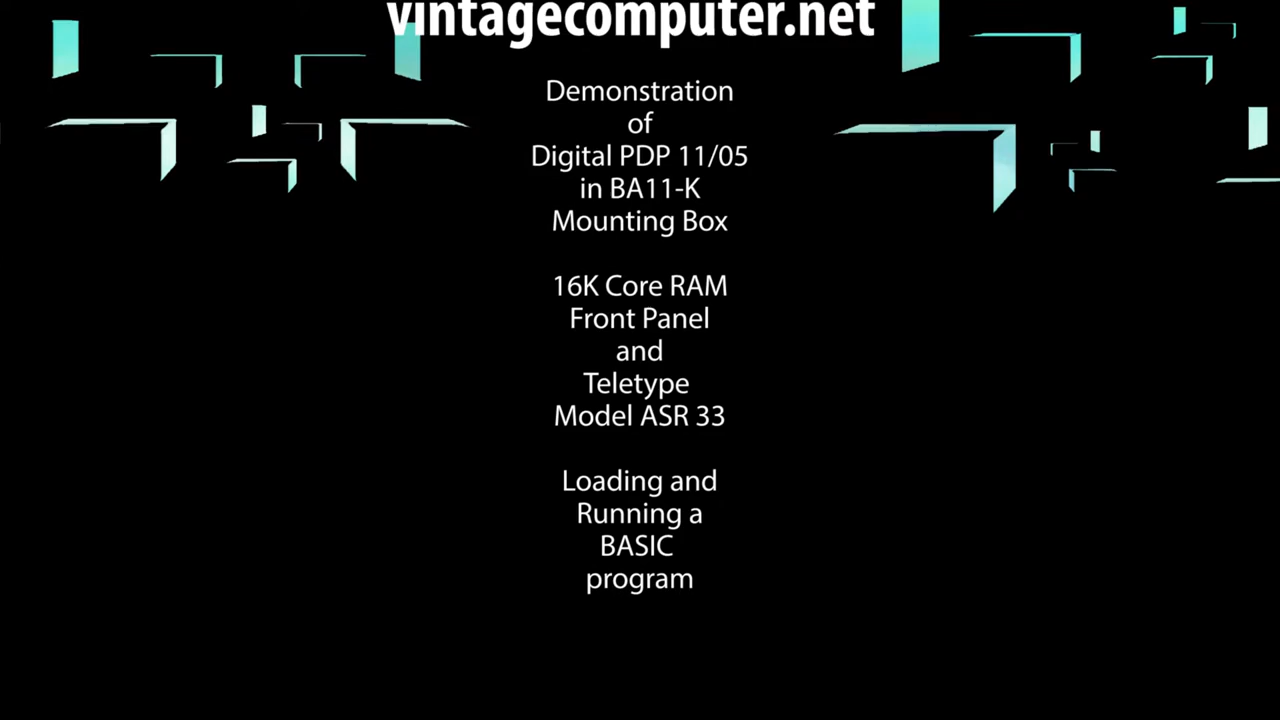 vintagecomputer.net
Demonstration
of
Digital PDP 11/05
in BA11-K
Mounting Box
16K Core RAM
Front Panel
and
Teletype
Model ASR 33
Loading and
Running a
BASIC
program